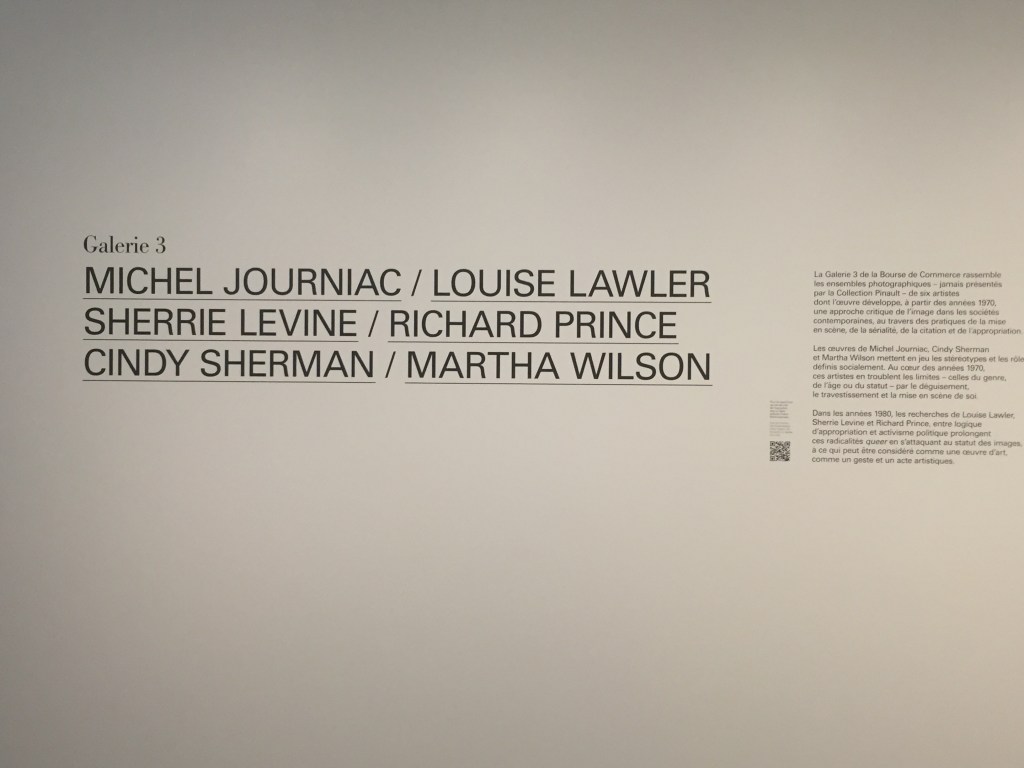 Galerie 3
MICHEL JOURNIAC / LOUISE LAWLER
SHERRIE LEVINE / RICHARD PRINCE
CINDY SHERMAN / MARTHA WILSON
La Galerie 3 de la Bourse de Commerce rassemble
les ensembles photographiques – jamais présentés
par la Collection Pinault – de six artistes
dont l'œuvre développe, à partir des années 1970,
une approche critique de l'image dans les sociétés
contemporaines, au travers des pratiques de la mise
en scène, de la sérialité, de la citation et de l'appropriation.
Les œuvres de Michel Journiac, Cindy Sherman
et Martha Wilson mettent en jeu les stéréotypes et les rôle
définis socialement. Au cœur des années 1970,
ces artistes en troublent les limites – celles du genre,
de l'âge ou du statut – par le déguisement,
le travestissement et la mise en scène de soi.
Dans les années 1980, les recherches de Louise Lawler,
Sherrie Levine et Richard Prince, entre logique
d'appropriation et activisme politique prolongent
ces radicalités queer en s'attaquant au statut des images,
à ce qui peut être considéré comme une œuvre d'art,
comme un geste et un acte artistiques.